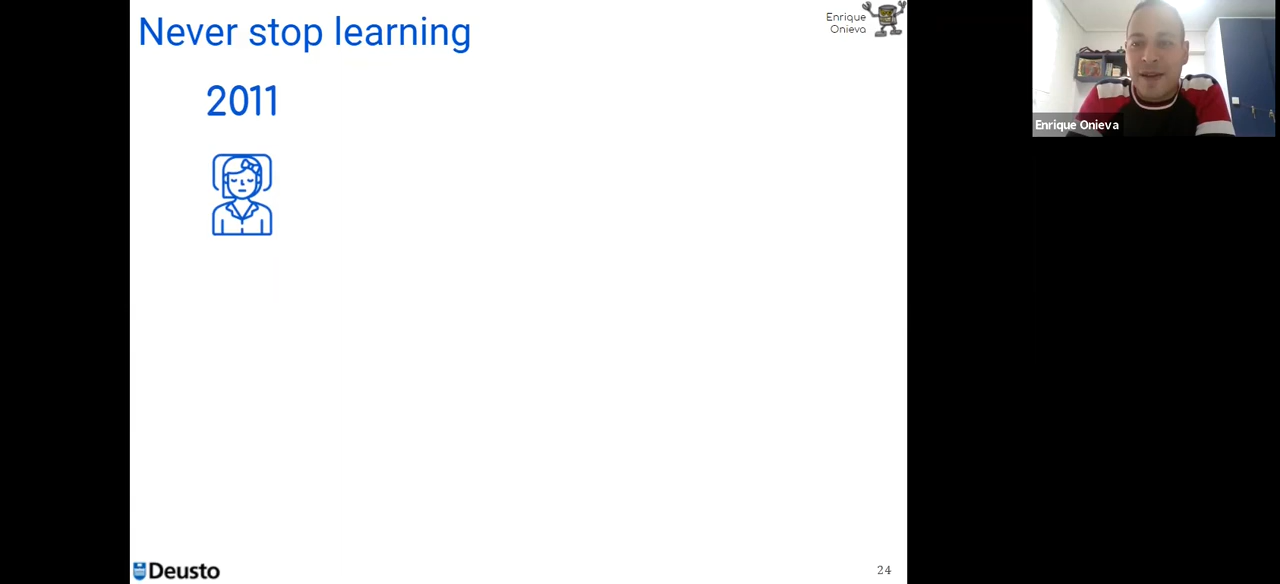 Never stop learning
Enrique
Onieva
2011
Enrique Onieva
Deusto
24